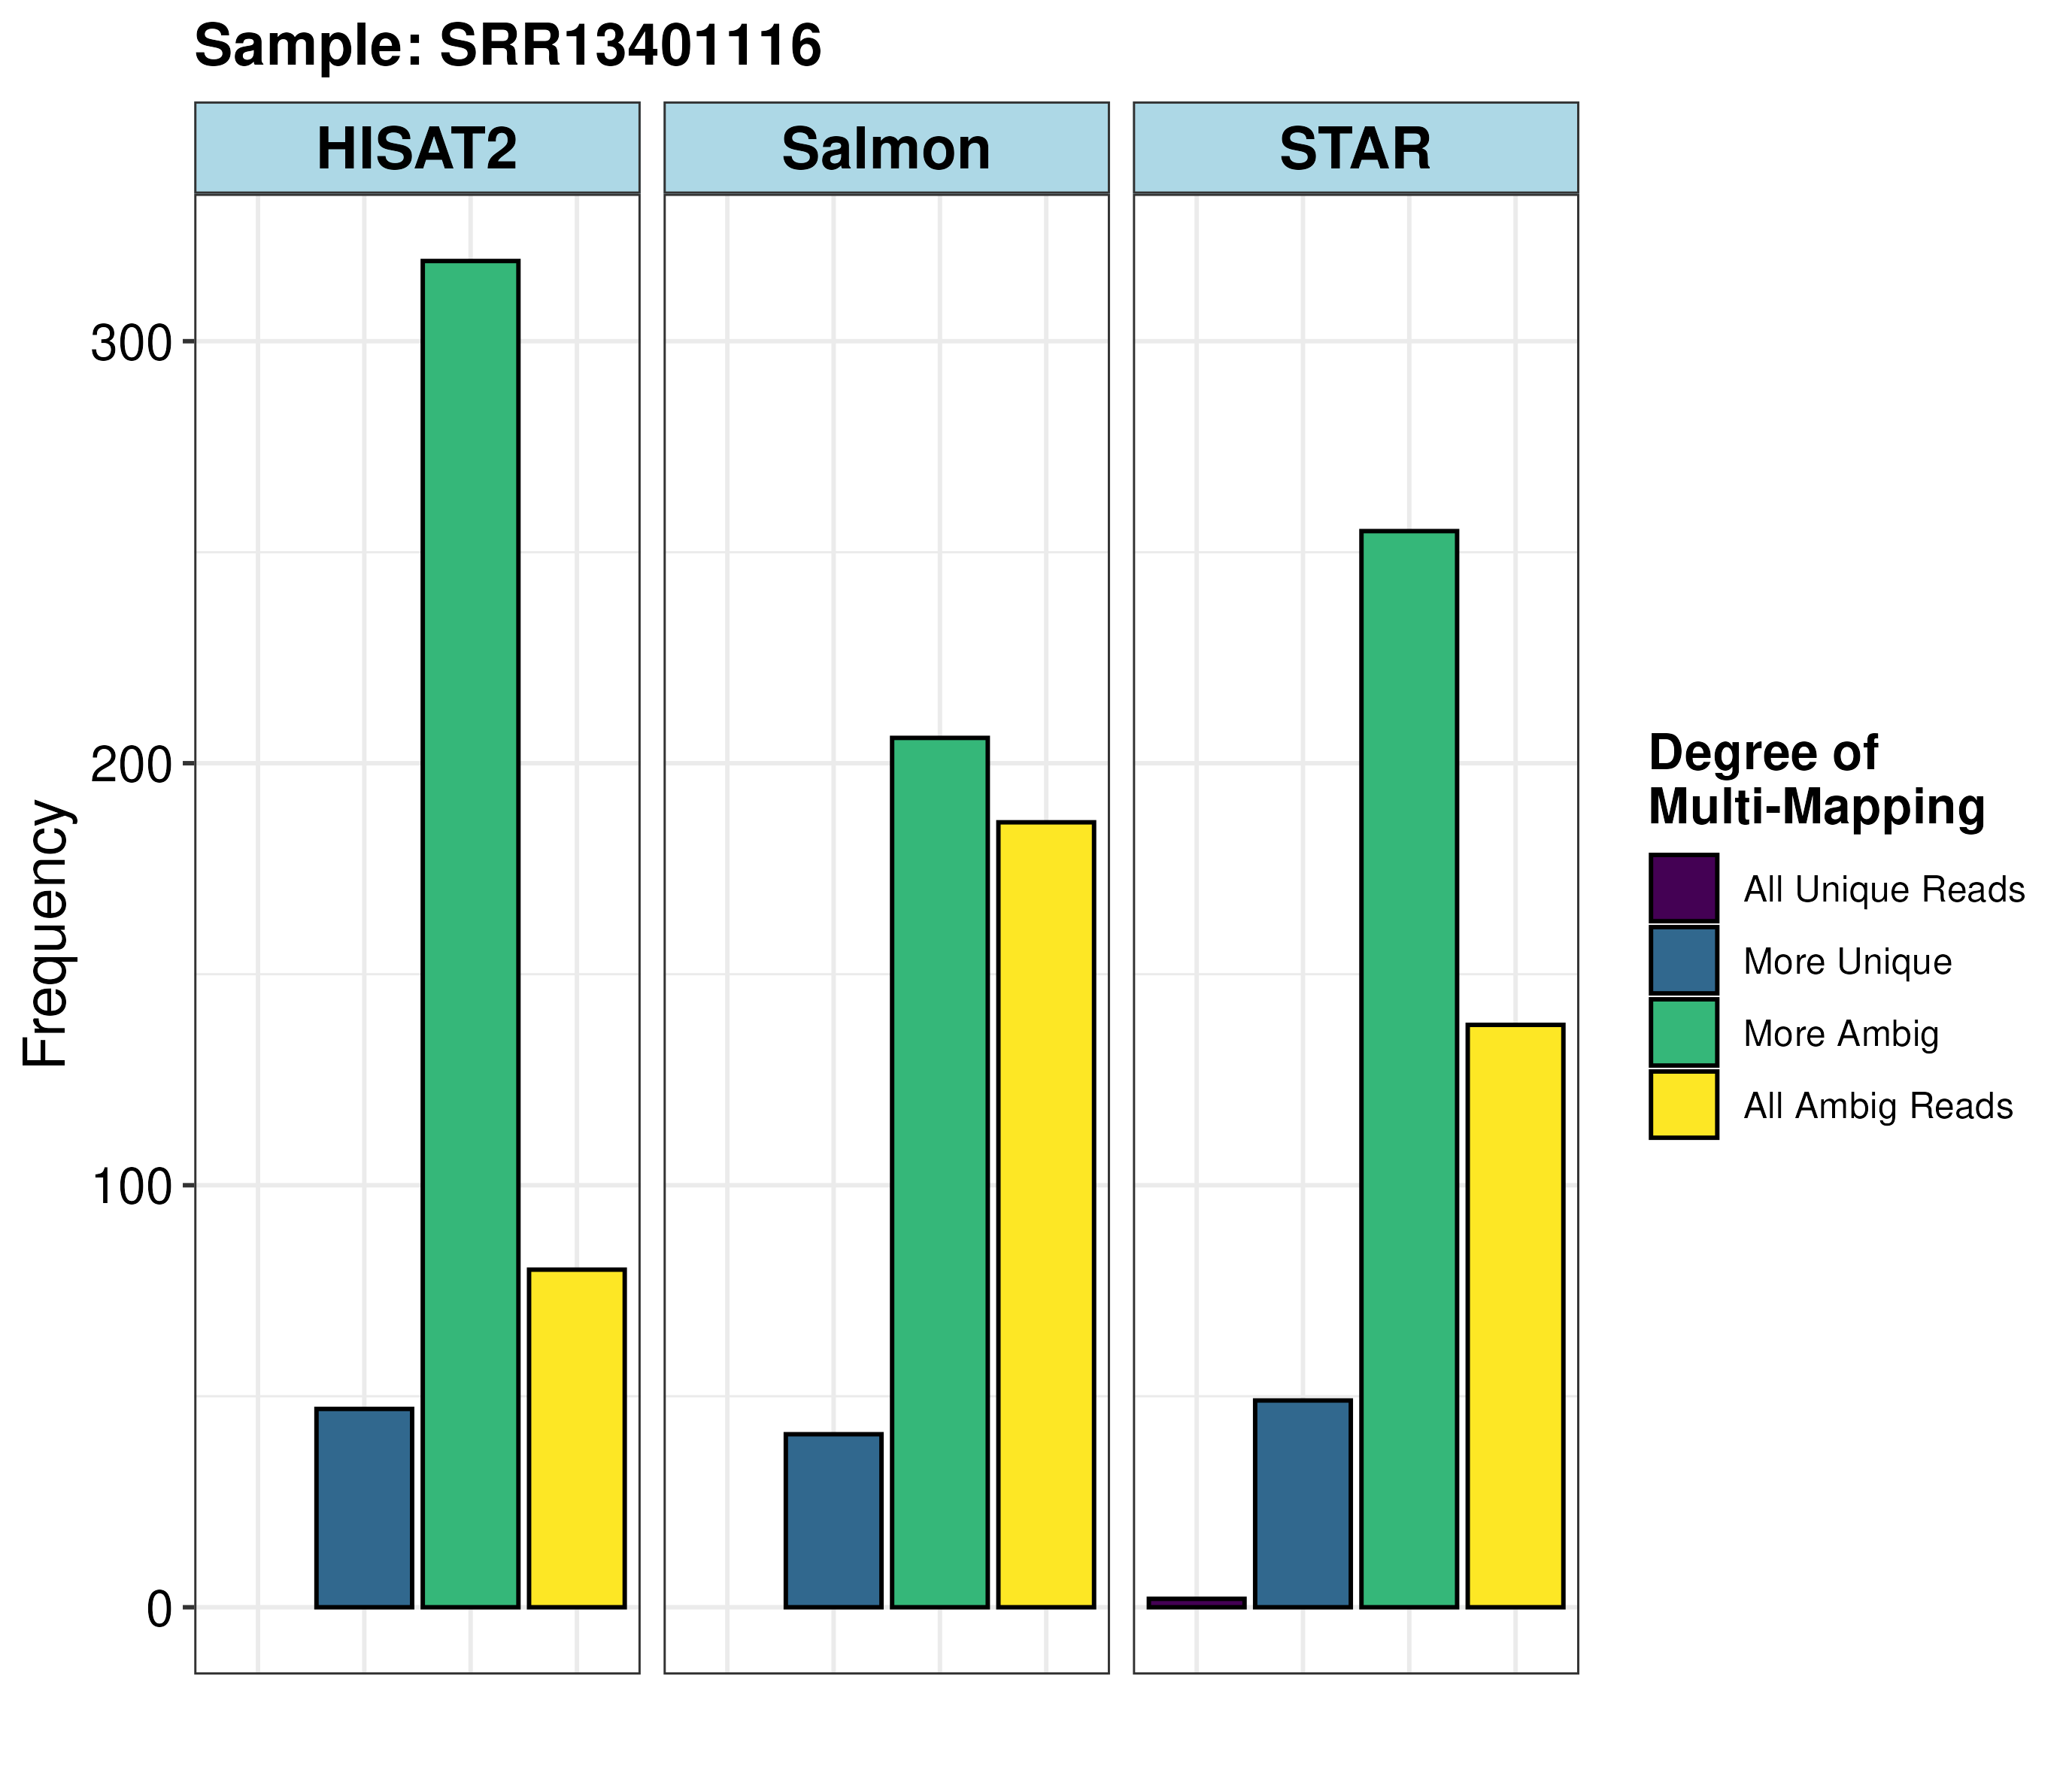 Sample: SRR13401116
HISAT2
Salmon
STAR
Frequency
300
200
100
0
Degree of
Multi-Mapping
All Unique Reads
More Unique
More Ambig
All Ambig Reads